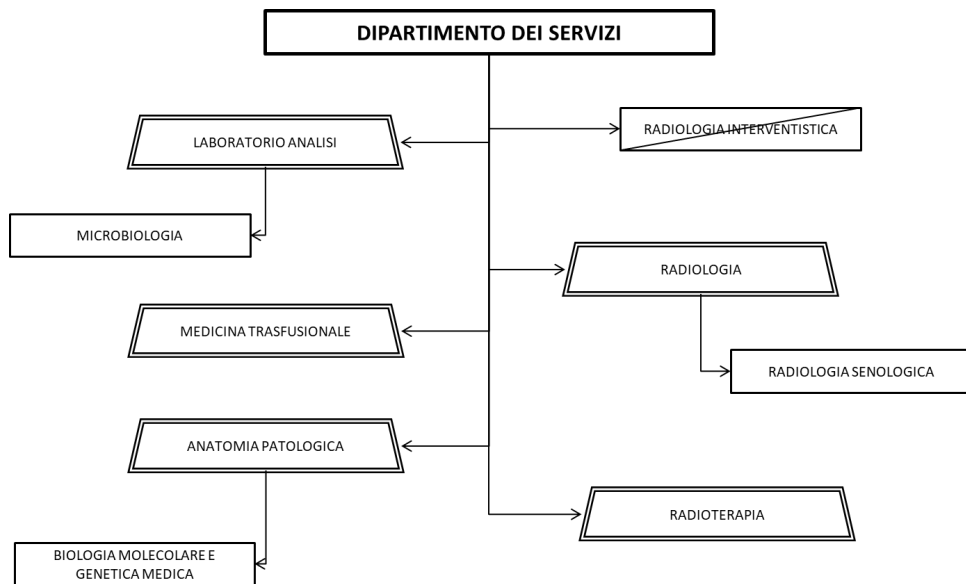 DIPARTIMENTO DEI SERVIZI
LABORATORIO ANALISI
RADIOLOGIA INTERVENTISTICA
MICROBIOLOGIA
RADIOLOGIA
MEDICINA TRASFUSIONALE
RADIOLOGIA SENOLOGICA
ANATOMIA PATOLOGICA
RADIOTERAPIA
BIOLOGIA MOLECOLARE E
GENETICA MEDICA